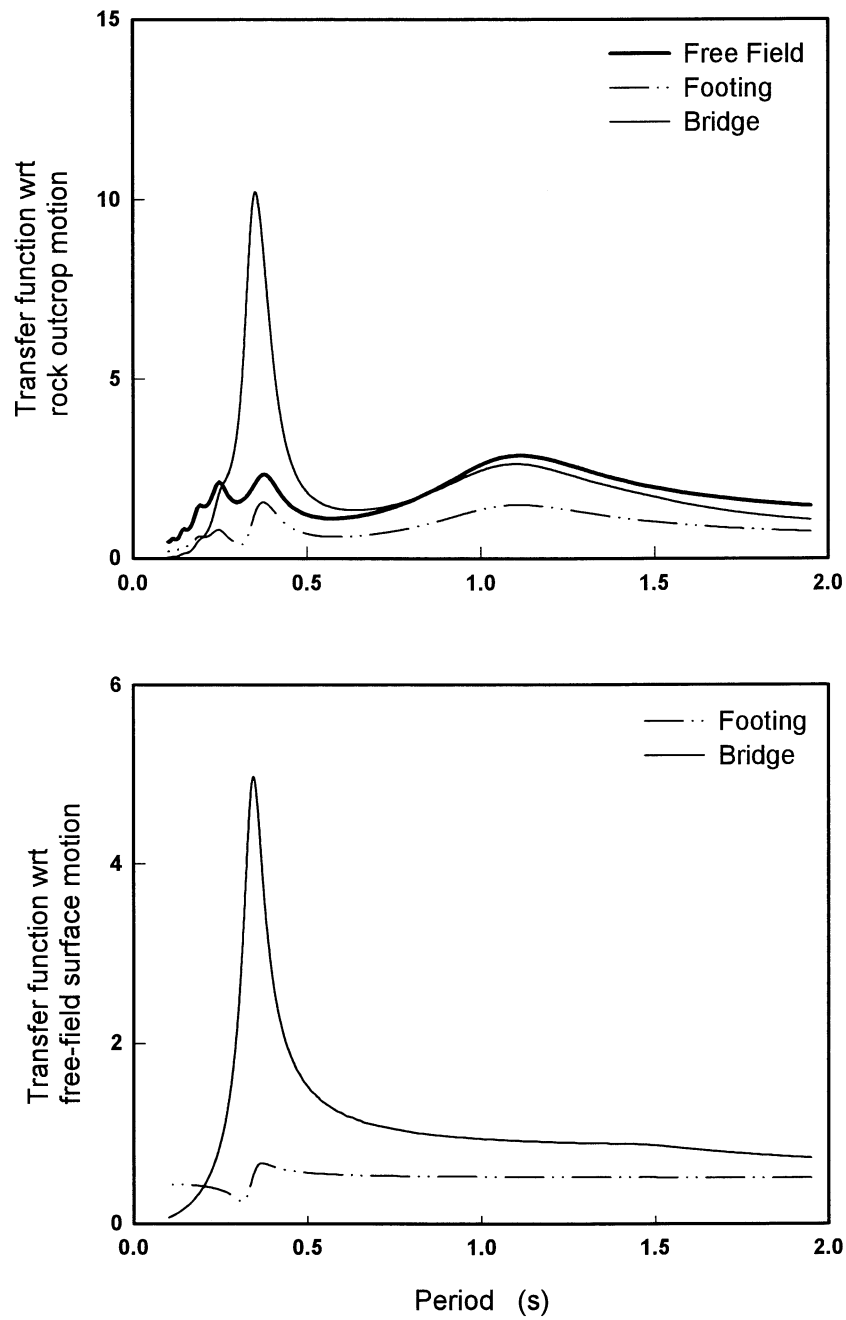 15
10
5
0
Transfer function wrt
rock outcrop motion
Free Field
Footing
Bridge
0.0 0.5 1.0 1.5 2.0
6
4
2
0
Transfer function wrt
free-field surface motion
Footing
Bridge
0.0 0.5 1.0 1.5 2.0
Period (s)